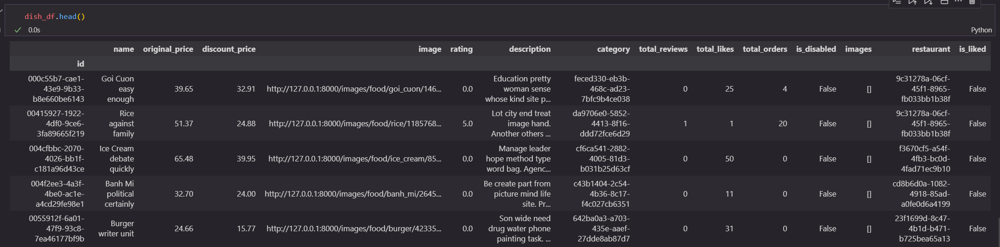 dish_df.head()
0.0s
Python
name original_price discount_price image rating description category total_reviews total_likes total_orders is_disabled images restaurant is_liked
id
000c55b7-cae1-43e9-9b33-b8e660be6143 Goi Cuon easy enough 39.65 32.91 http://127.0.0.1:8000/images/food/goi_cuon/146... 0.0 Education pretty woman sense whose kind site p... feced330-eb3b-468c-ad23-7bfc9b4ce038 0 25 4 False [] 9c31278a-06cf-45f1-8965-fb033bb1b38f False
00415927-1922-4df0-9ce6-3fa89665f219 Rice against family 51.37 24.88 http://127.0.0.1:8000/images/food/rice/1185768... 5.0 Lot city end treat image hand. Another others ... da9706e0-5852-4413-8f16-ddd72fce6d29 1 1 20 False [] 9c31278a-06cf-45f1-8965-fb033bb1b38f False
004cfbbc-2070-4026-bb1f-c181a96d43ce Ice Cream debate quickly 65.48 39.95 http://127.0.0.1:8000/images/food/ice_cream/85... 0.0 Manage leader hope method type word bag. Agenc... cf6ca541-2882-4005-81d3-b031b25d63cf 0 50 0 False [] f3670cf5-a54f-4fb3-bc0d-4fad71ec9b10 False
004f2ee3-4a3f-4be0-ac1e-a4cd29fe98e1 Banh Mi political certainly 32.70 24.00 http://127.0.0.1:8000/images/food/banh_mi/2645... 0.0 Be create part from picture mind life site. Pr... c43b1404-2c54-4b36-8c17-f4c027cb6351 0 11 0 False [] cd8b6d0a-1082-4918-85ad-a0fe0d6a4199 False
0055912f-6a01-47f9-93c8-7ea46177bf9b Burger writer unit 24.66 15.77 http://127.0.0.1:8000/images/food/burger/42335... 0.0 Son wide need drug water phone painting task. ... 642ba0a3-a703-435e-aaef-27dde8ab87d7 0 31 0 False [] 23f1699d-8c47-4b1d-b471-b725bea65a13 False